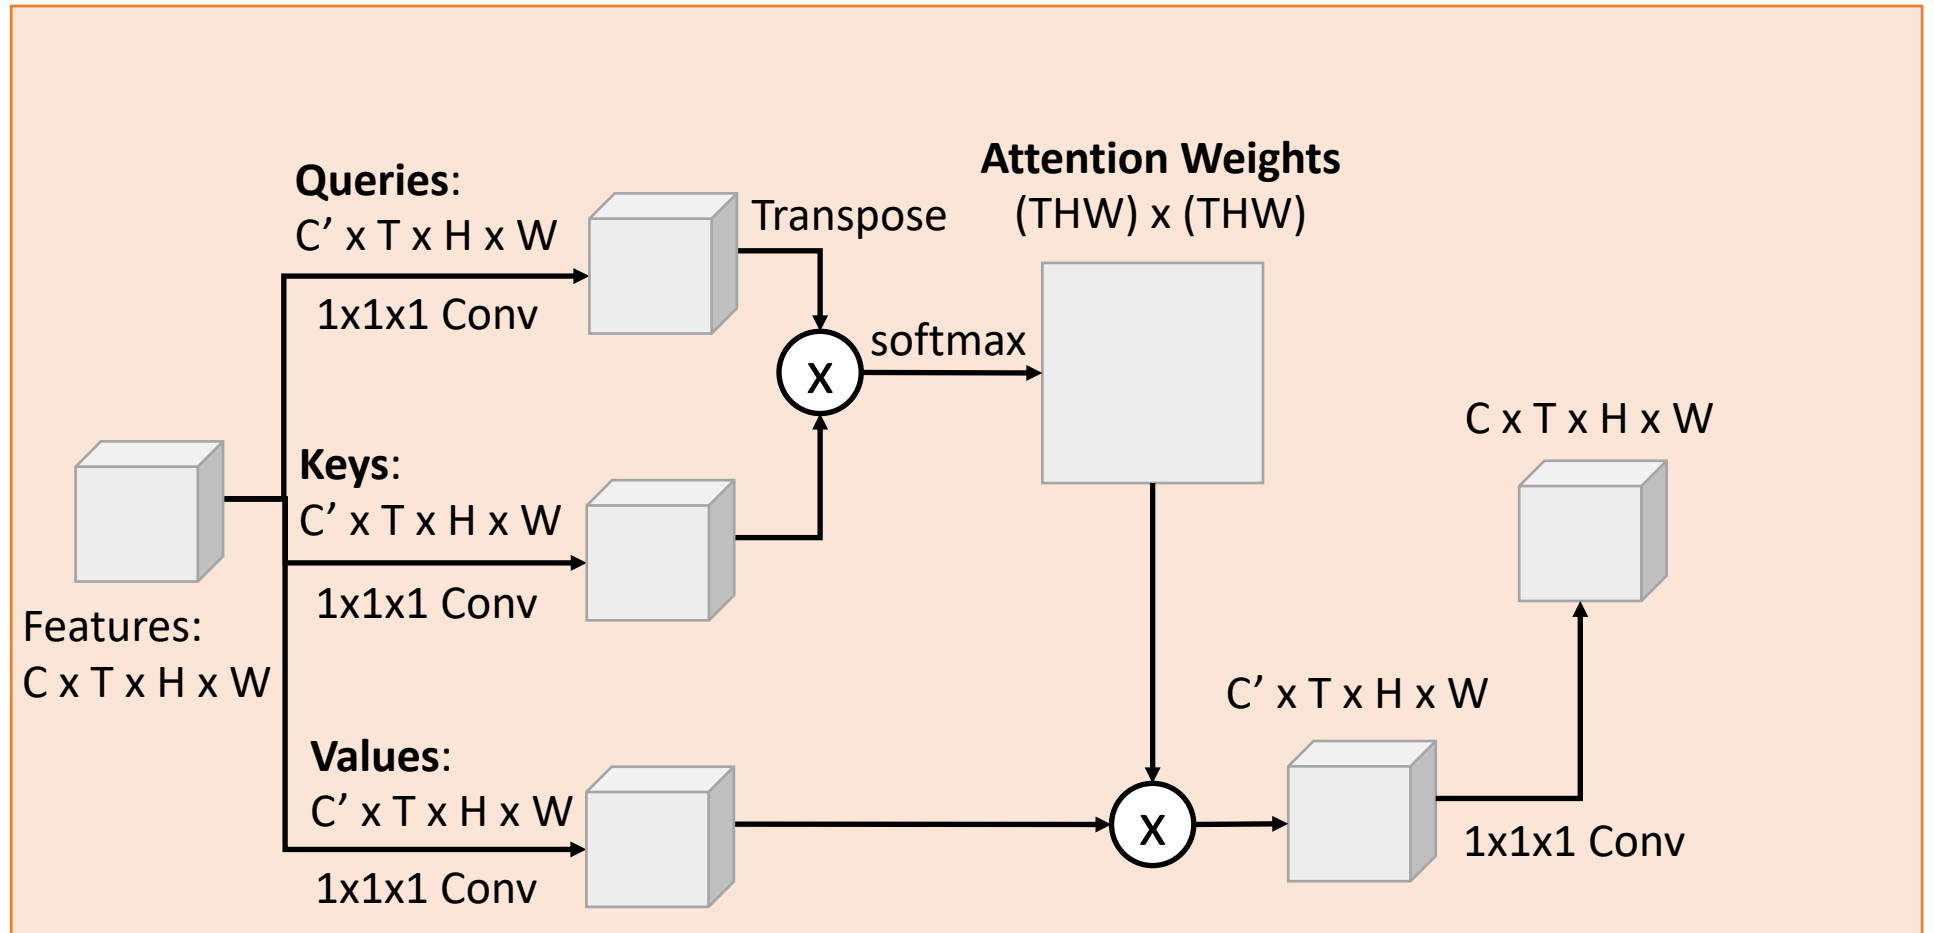 Queries:
C’ x T x H x W
1x1x1 Conv
Transpose
Attention Weights
(THW) x (THW)
softmax
x
Keys:
C’ x T x H x W
1x1x1 Conv
Features:
C x T x H x W
Values:
C’ x T x H x W
1x1x1 Conv
x
C’ x T x H x W
1x1x1 Conv
C x T x H x W